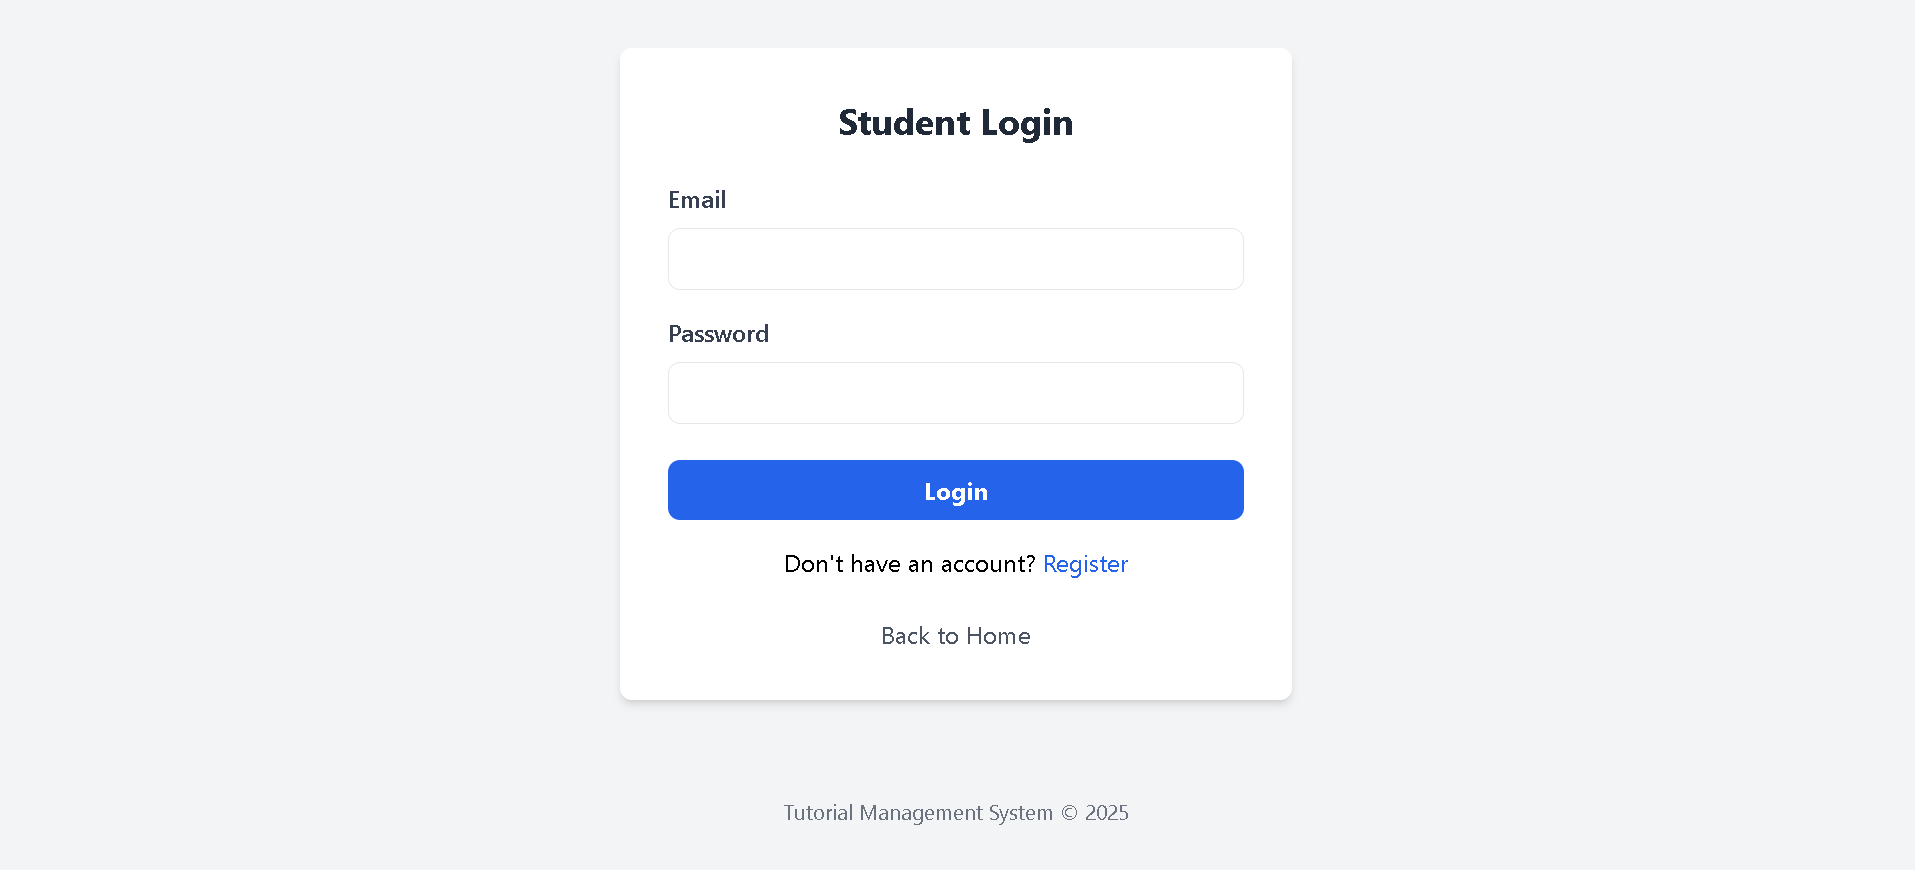 Student Login
Email
Password
Login
Don't have an account? Register
Back to Home
Tutorial Management System © 2025